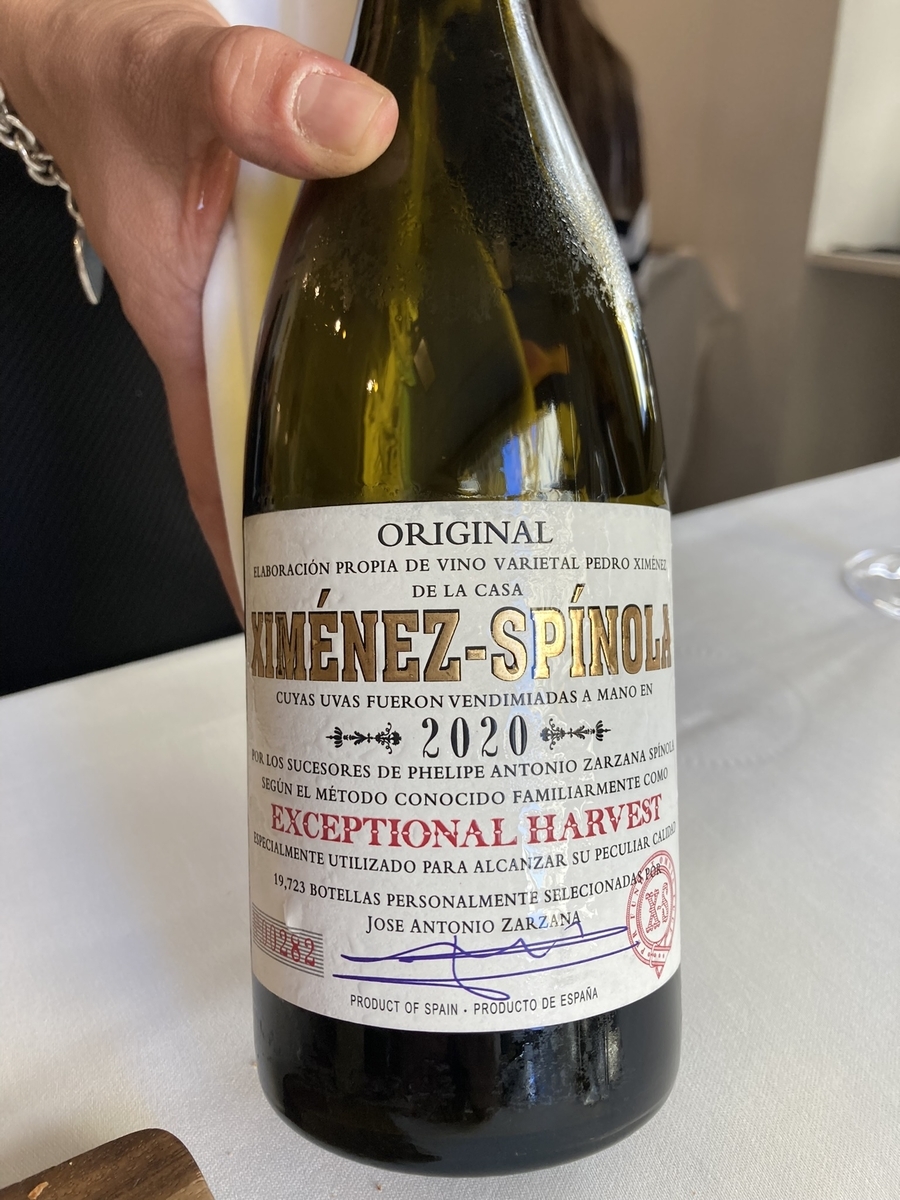 ORIGINAL
ELABORACIÓN PROPIA DE VINO VARIETAL PEDRO XIMÉNEZ
DE LA CASA
XIMÉNEZ-SPÍNOLA
CUYAS UVAS FUERON VENDIMIADAS A MANO EN
2020
POR LOS SUCESORES DE PHELIPE ANTONIO ZARZANA SPÍNOLA
SEGÚN EL MÉTODO CONOCIDO FAMILIARMENTE COMO
EXCEPTIONAL HARVEST
ESPECIALMENTE UTILIZADO PARA ALCANZAR SU PECULIAR CALIDAD
19,723 BOTELLAS PERSONALMENTE SELECCIONADAS POR
JOSE ANTONIO ZARZANA
X-S
PRODUCT OF SPAIN · PRODUCTO DE ESPAÑA